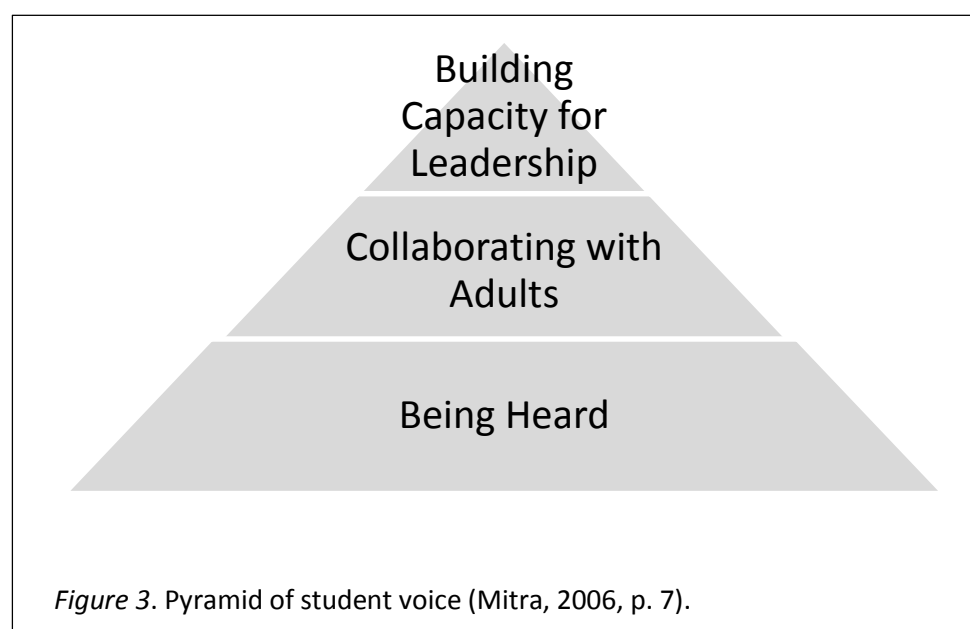 Building
Capacity for
Leadership
Collaborating with
Adults
Being Heard
Figure 3. Pyramid of student voice (Mitra, 2006, p. 7).